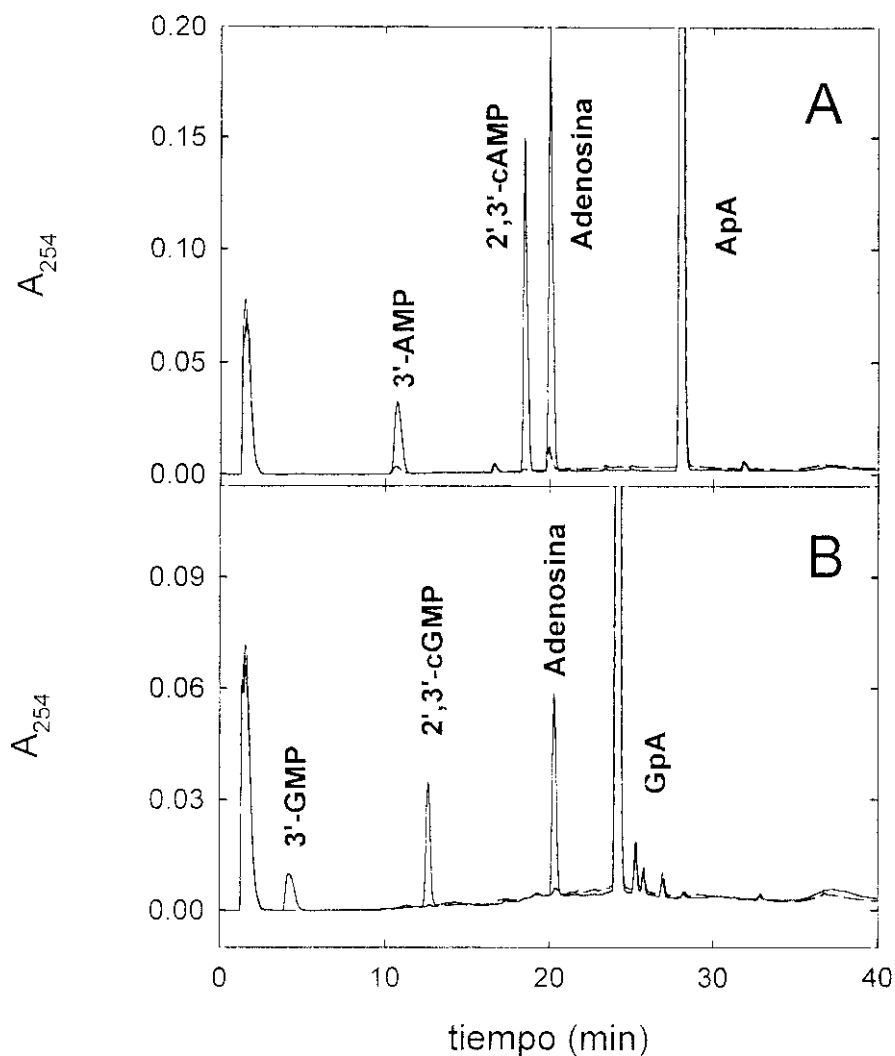 0.20
0.15
0.10
0.05
0.00
A254
A
3'-AMP
2',3'-cAMP
Adenosina
ApA
0.09
0.06
0.03
0.00
A254
B
3'-GMP
2',3'-cGMP
Adenosina
GpA
0 10 20 30 40
tiempo (min)